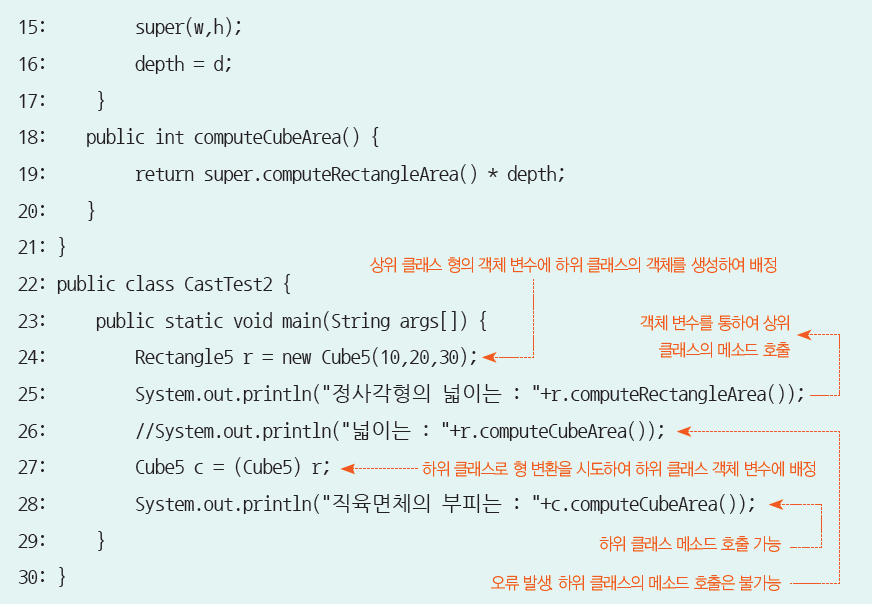 15: super(w,h);
16: depth = d;
17: }
18: public int computeCubeArea() {
19: return super.computeRectangleArea() * depth;
20: }
21: }
상위 클래스 형의 객체 변수에 하위 클래스의 객체를 생성하여 배정
22: public class CastTest2 {
23: public static void main(String args[]) {
객체 변수를 통하여 상위
클래스의 메소드 호출
24: Rectangle5 r = new Cube5(10,20,30);
25: System.out.println("정사각형의 넓이는 : "+r.computeRectangleArea());
26: //System.out.println("넓이는 : "+r.computeCubeArea());
27: Cube5 c = (Cube5) r;
하위 클래스로 형 변환을 시도하여 하위 클래스 객체 변수에 배정
28: System.out.println("직육면체의 부피는 : "+c.computeCubeArea());
29: }
하위 클래스 메소드 호출 가능
30: }
오류 발생. 하위 클래스의 메소드 호출은 불가능